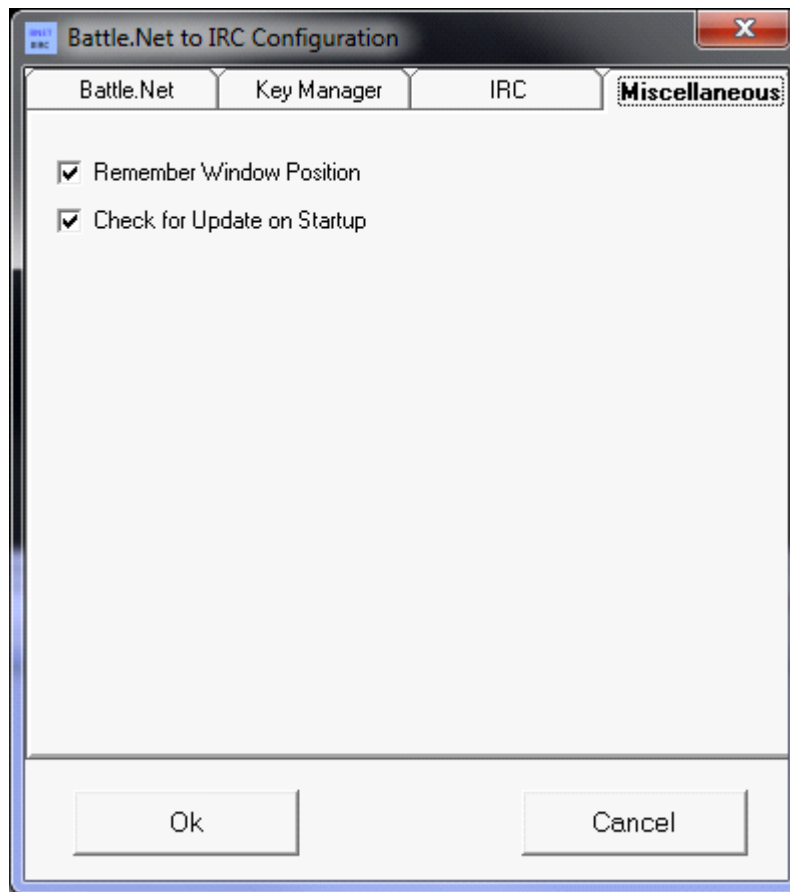 Battle.Net to IRC Configuration
Battle.Net Key Manager IRC Miscellaneous
Remember Window Position
Check for Update on Startup
Ok Cancel